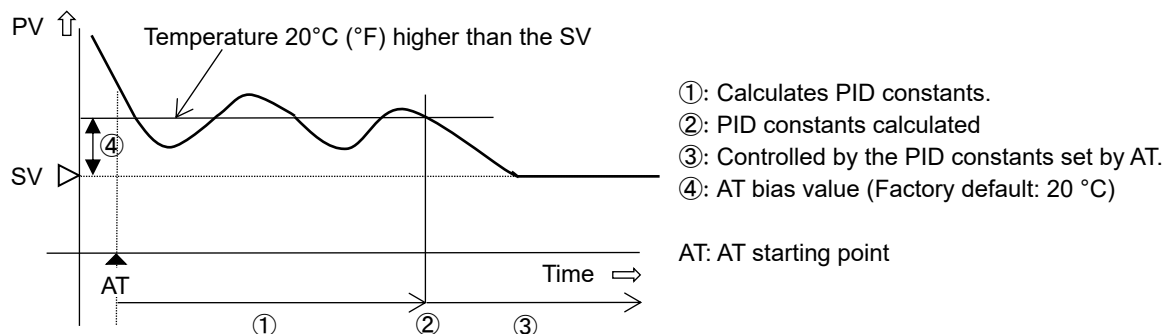 PV ⇧
Temperature 20°C (°F) higher than the SV
④
SV
AT
Time ⇨
① ② ③
①: Calculates PID constants.
②: PID constants calculated
③: Controlled by the PID constants set by AT.
④: AT bias value (Factory default: 20 °C)
AT: AT starting point